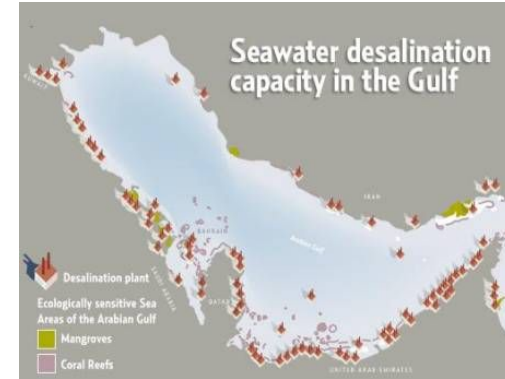 Seawater desalination
capacity in the Gulf
KUWAIT
IRAN
BAHRAIN
Arabian Gulf
QATAR
SAUDI ARABIA
UNITED ARAB EMIRATES
Desalination plant
Ecologically sensitive Sea
Areas of the Arabian Gulf
Mangroves
Coral Reefs